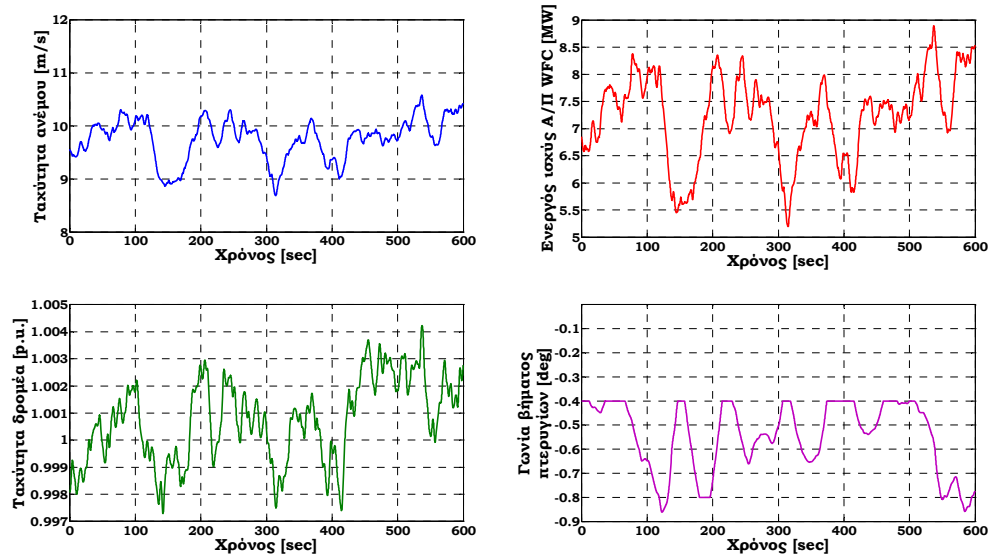 Ταχύτητα ανέμου [m/s]
12
11
10
9
8
0 100 200 300 400 500 600
Χρόνος [sec]
Ενεργός ισχύς Α/Π WFC [MW]
9
8.5
8
7.5
7
6.5
6
5.5
5
0 100 200 300 400 500 600
Χρόνος [sec]
Ταχύτητα δρομέα [p.u.]
1.005
1.004
1.003
1.002
1.001
1
0.999
0.998
0.997
0 100 200 300 400 500 600
Χρόνος [sec]
Γωνία βήματος
πτερυγίων [deg]
-0.1
-0.2
-0.3
-0.4
-0.5
-0.6
-0.7
-0.8
-0.9
0 100 200 300 400 500 600
Χρόνος [sec]